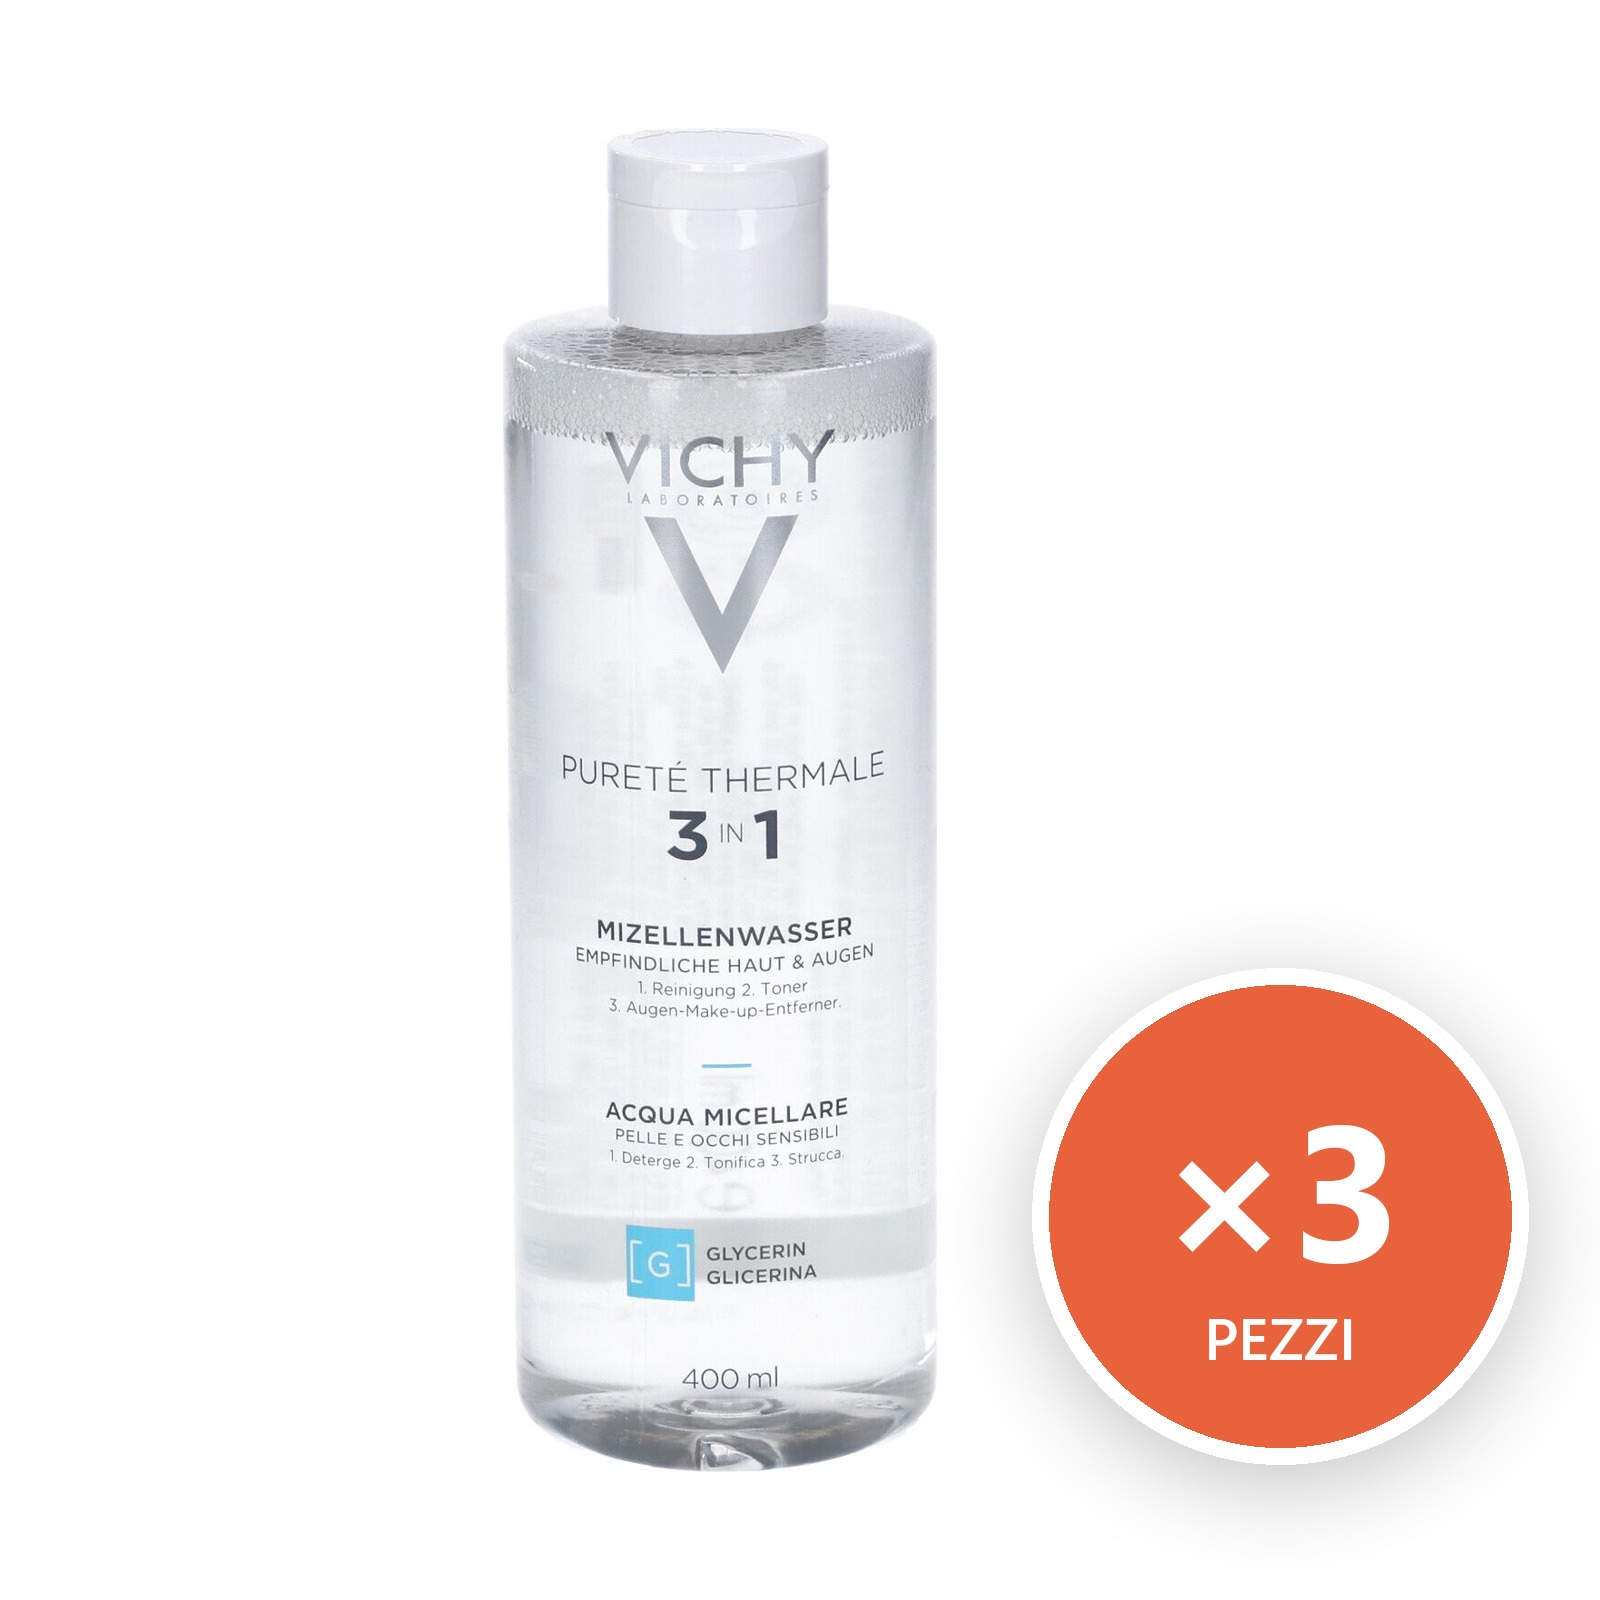 VICHY
LABORATOIRES
V
PURETÉ THERMALE
3 IN 1
MIZELLENWASSER
EMPFINDLICHE HAUT & AUGEN
1. Reinigung 2. Toner
3. Augen-Make-up-Entferner.
ACQUA MICELLARE
PELLE E OCCHI SENSIBILI
1. Deterge 2. Tonifica 3. Strucca.
[G] GLYCERIN
GLICERINA
400 ml
×3
PEZZI